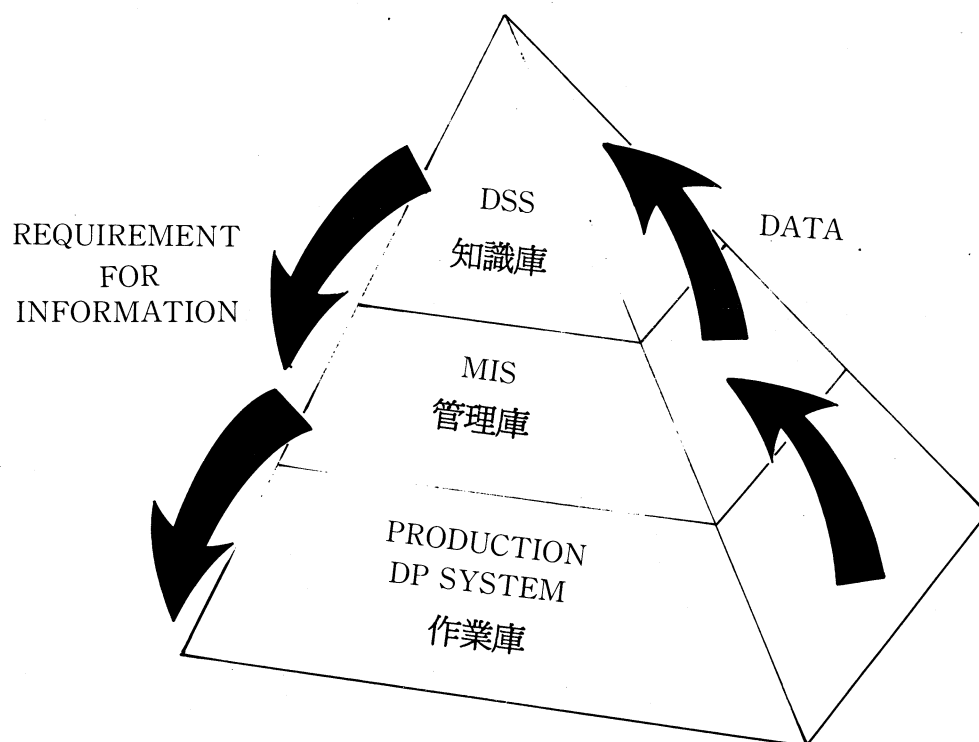 DSS
知識庫
REQUIREMENT
FOR
INFORMATION
DATA
MIS
管理庫
PRODUCTION
DP SYSTEM
作業庫